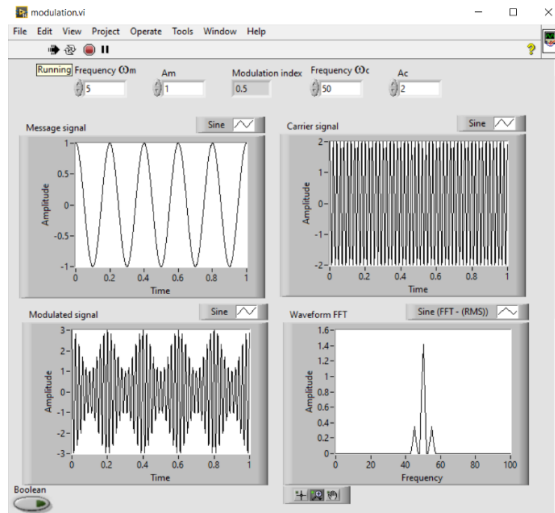 modulation.vi
File Edit View Project Operate Tools Window Help
Running
Frequency ωm
Am
Modulation index
Frequency ωc
Ac
5
1
0.5
50
2
Message signal
Sine
1-
0.5-
0-
-0.5-
-1-
Amplitude
0 0.2 0.4 0.6 0.8 1
Time
Carrier signal
Sine
2-
1-
0-
-1-
-2-
Amplitude
0 0.2 0.4 0.6 0.8 1
Time
Modulated signal
Sine
3-
2-
1-
0-
-1-
-2-
-3-
Amplitude
0 0.2 0.4 0.6 0.8 1
Time
Waveform FFT
Sine (FFT - (RMS))
1.6-
1.4-
1.2-
1-
0.8-
0.6-
0.4-
0.2-
0-
Amplitude
0 20 40 60 80 100
Frequency
Boolean